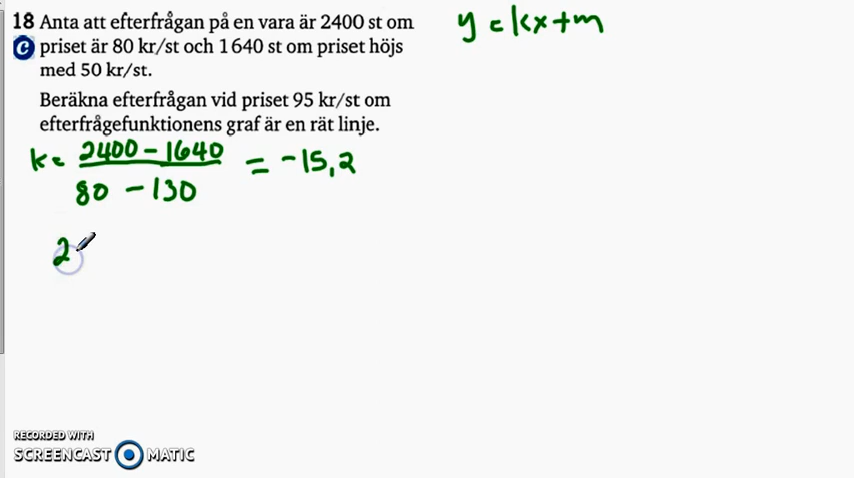 18 Anta att efterfrågan på en vara är 2400 st om
C priset är 80 kr/st och 1640 st om priset höjs
med 50 kr/st.
Beräkna efterfrågan vid priset 95 kr/st om
efterfrågefunktionens graf är en rät linje.
y = kx+m
k = 2400 - 1640 / 80 - 130 = -15,2
2
RECORDED WITH
SCREENCAST MATIC